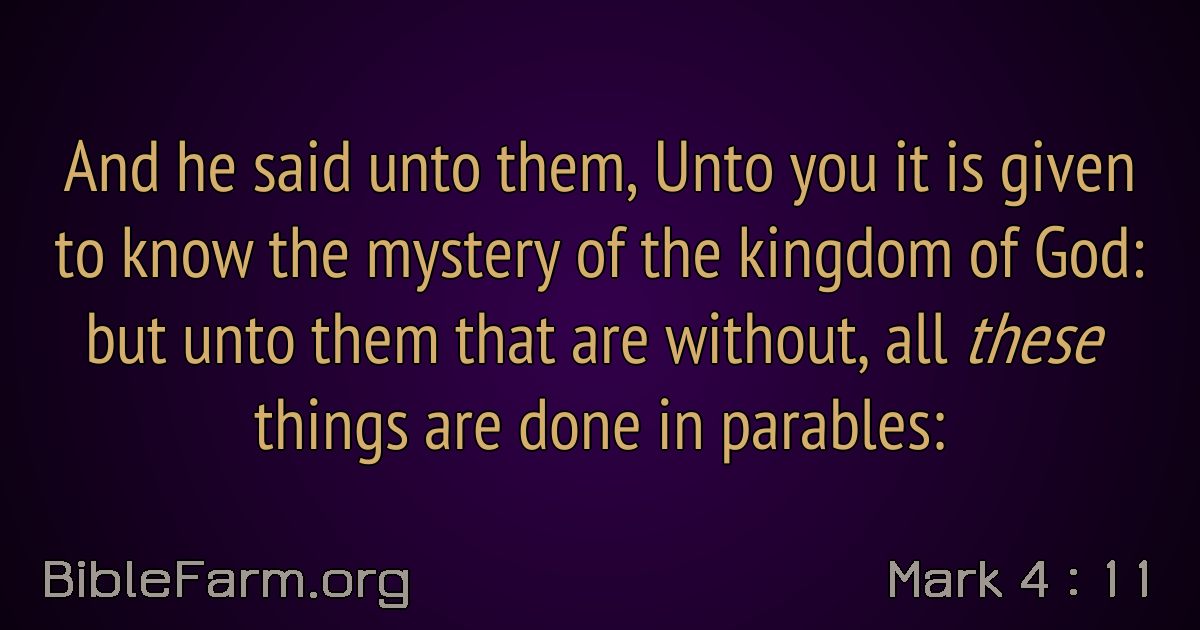 And he said unto them, Unto you it is given
to know the mystery of the kingdom of God:
but unto them that are without, all these
things are done in parables:
BibleFarm.org
Mark 4 : 11